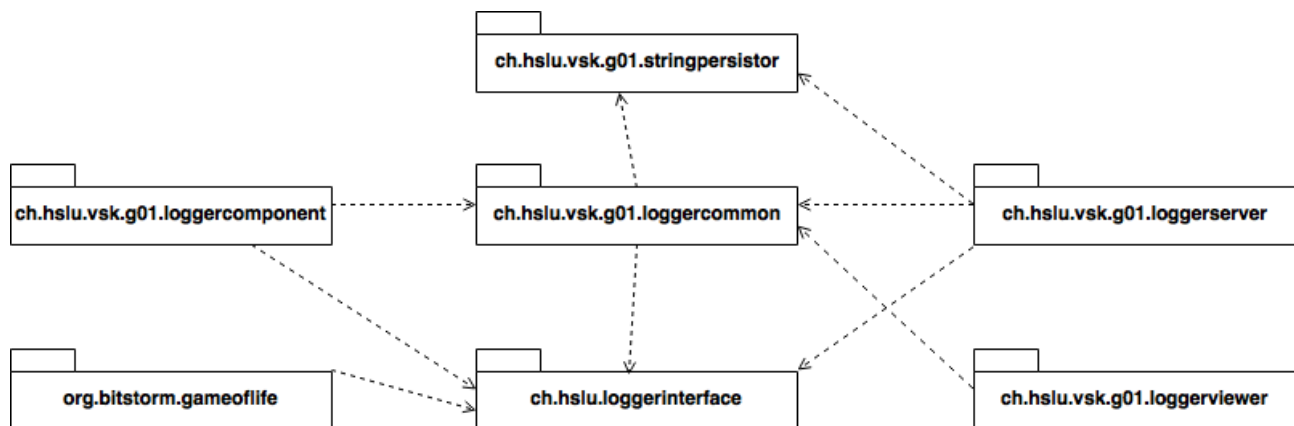 ch.hslu.vsk.g01.stringpersistor
ch.hslu.vsk.g01.loggercomponent
ch.hslu.vsk.g01.loggercommon
ch.hslu.vsk.g01.loggerserver
org.bitstorm.gameoflife
ch.hslu.loggerinterface
ch.hslu.vsk.g01.loggerviewer